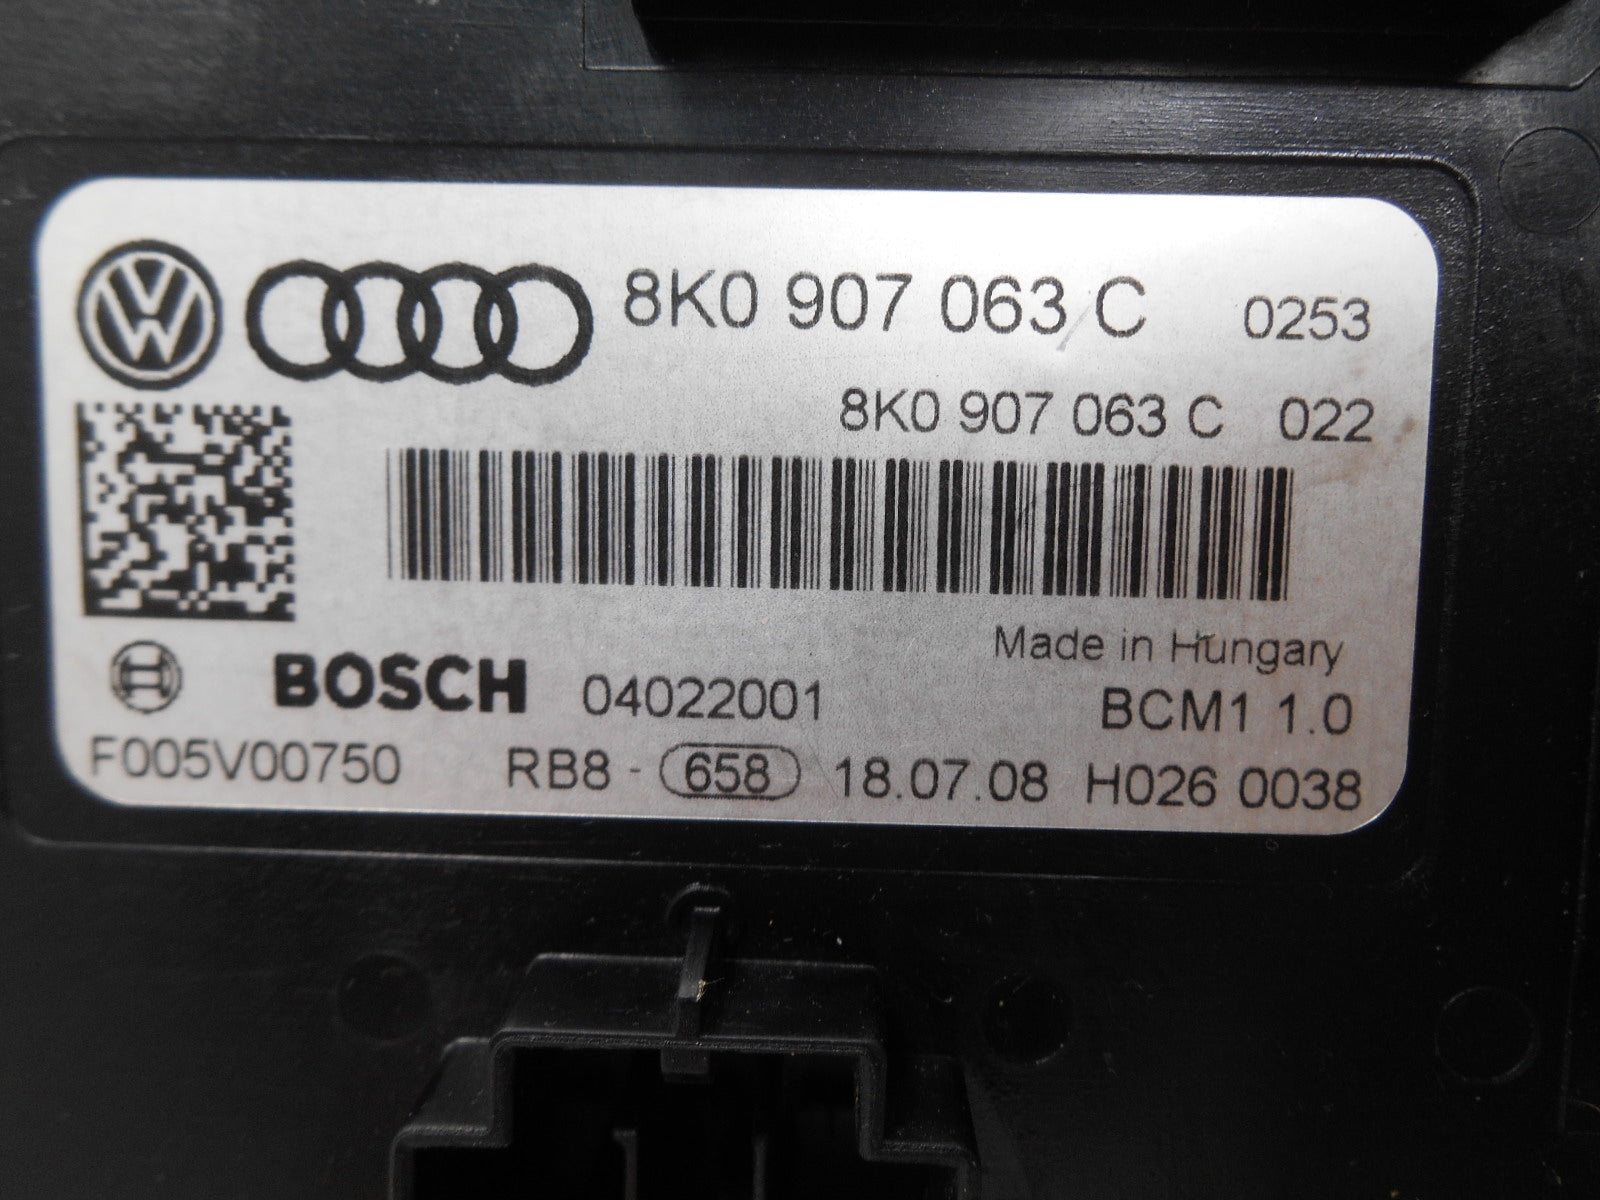 8K0 907 063 C 0253
8K0 907 063 C 022
Made in Hungary
BOSCH 04022001 BCM1 1.0
F005V00750 RB8 - 658 18.07.08 H026 0038